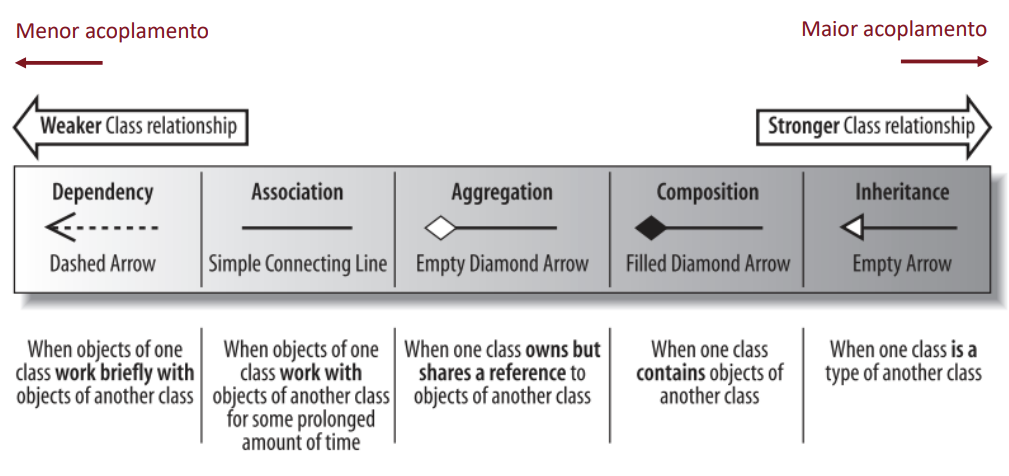 Menor acoplamento
Maior acoplamento
Weaker Class relationship
Stronger Class relationship
Dependency
Dashed Arrow
Association
Simple Connecting Line
Aggregation
Empty Diamond Arrow
Composition
Filled Diamond Arrow
Inheritance
Empty Arrow
When objects of one
class work briefly with
objects of another class
When objects of one
class work with
objects of another class
for some prolonged
amount of time
When one class owns but
shares a reference to
objects of another class
When one class
contains objects of
another class
When one class is a
type of another class